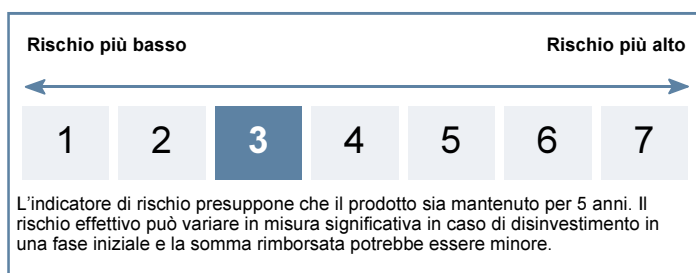 Rischio più basso Rischio più alto
1 2 3 4 5 6 7
L'indicatore di rischio presuppone che il prodotto sia mantenuto per 5 anni. Il
rischio effettivo può variare in misura significativa in caso di disinvestimento in
una fase iniziale e la somma rimborsata potrebbe essere minore.